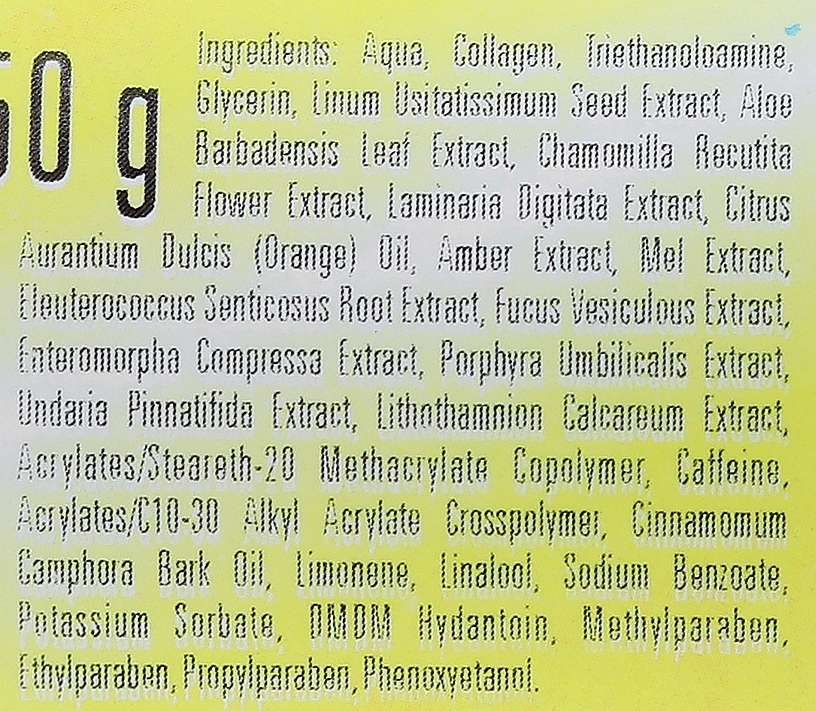 50 g
Ingredients: Aqua, Collagen, Triethanoloamine,
Glycerin, Linum Usitatissimum Seed Extract, Aloe
Barbadensis Leaf Extract, Chamomilla Recutita
Flower Extract, Laminaria Digitata Extract, Citrus
Aurantium Dulcis (Orange) Oil, Amber Extract, Mel Extract,
Eleuterococcus Senticosus Root Extract, Fucus Vesiculous Extract,
Enteromorpha Compressa Extract, Porphyra Umbilicalis Extract,
Undaria Pinnatifida Extract, Lithothamnion Calcareum Extract,
Acrylates/Steareth-20 Methacrylate Copolymer, Caffeine,
Acrylates/C10-30 Alkyl Acrylate Crosspolymer, Cinnamomum
Camphora Bark Oil, Limonene, Linalool, Sodium Benzoate,
Potassium Sorbate, DMDM Hydantoin, Methylparaben,
Ethylparaben, Propylparaben, Phenoxyetanol.